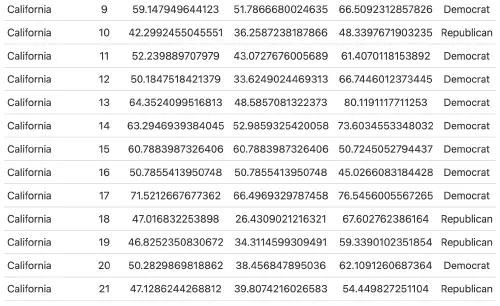 California 9 59.147949644123 51.7866680024635 66.5092312857826 Democrat
California 10 42.2992455045551 36.2587238187866 48.3397671903235 Republican
California 11 52.239889707979 43.0727676005689 61.4070118153892 Democrat
California 12 50.1847518421379 33.6249024469313 66.7446012373445 Democrat
California 13 64.3524099516813 48.5857081322373 80.1191117711253 Democrat
California 14 63.2946939384045 52.9859325420058 73.6034553348032 Democrat
California 15 60.7883987326406 60.7883987326406 50.7245052794437 Democrat
California 16 50.7855413950748 50.7855413950748 45.0266083184428 Democrat
California 17 71.5212667677362 66.4969329787458 76.5456005567265 Democrat
California 18 47.016832253898 26.4309021216321 67.602762386164 Republican
California 19 46.8252350830672 34.3114599309491 59.3390102351854 Republican
California 20 50.2829869818862 38.456847895036 62.1091260687364 Democrat
California 21 47.1286244268812 39.8074216026583 54.449827251104 Republican